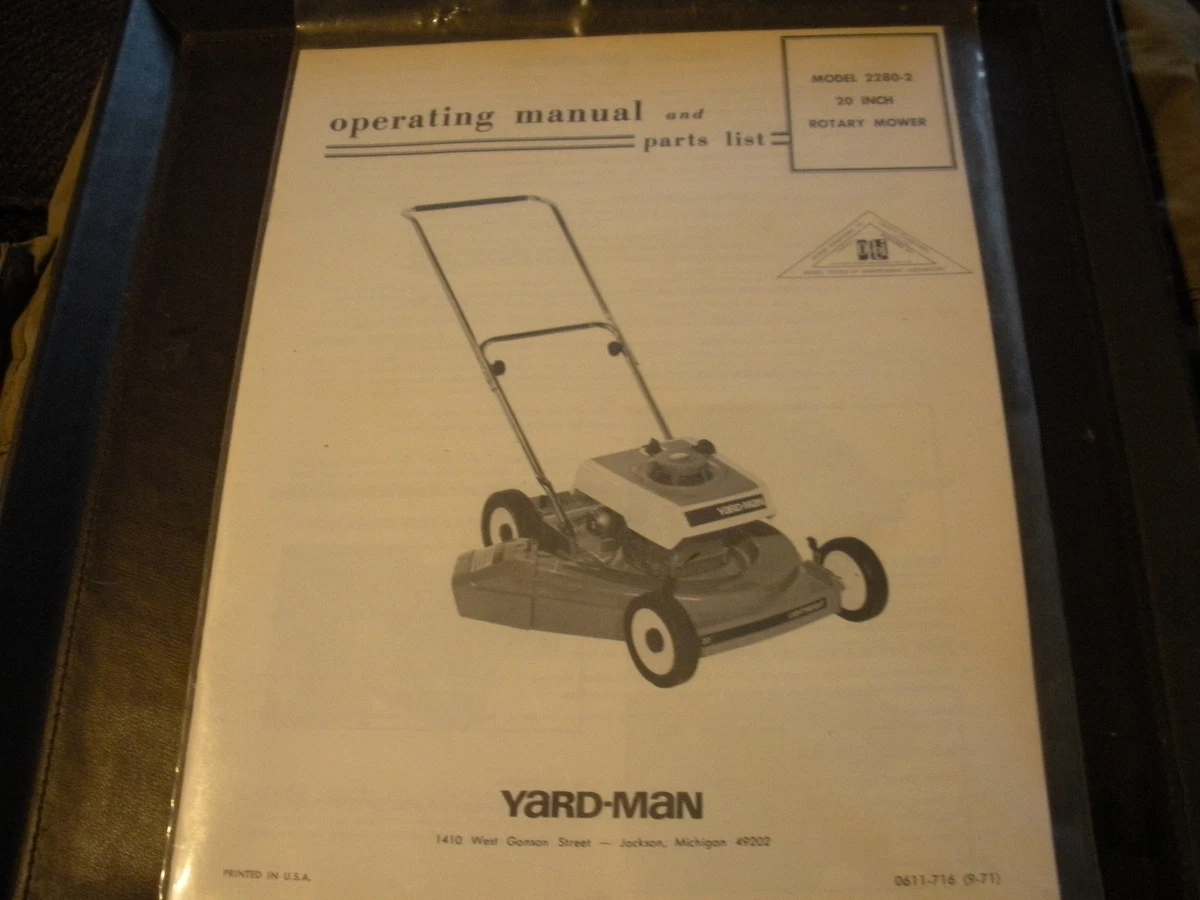 MODEL 2280-2
20 INCH
ROTARY MOWER
operating manual and
parts list
YARD-MAN
YARD-MAN
1410 West Ganson Street — Jackson, Michigan 49202
PRINTED IN U.S.A.
0611-716 (9-71)